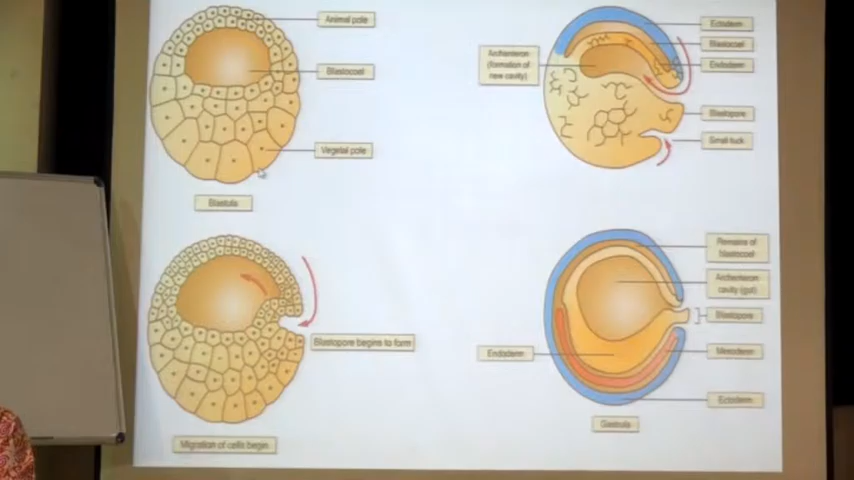 Animal pole
Blastocoel
Vegetal pole
Blastula
Blastopore begins to form
Migration of cells begin
Ectoderm
Blastocoel
Archenteron
(formation of
new cavity)
Endoderm
Blastopore
Small tuck
Remains of
blastocoel
Archenteron
cavity (gut)
Blastopore
Mesoderm
Endoderm
Ectoderm
Gastrula